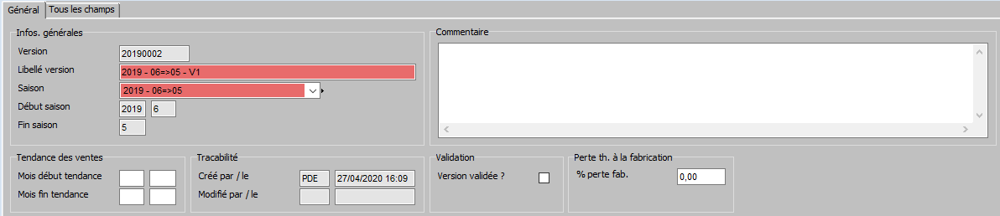 Général Tous les champs
Infos. générales
Version 20190002
Libellé version 2019 - 06=>05 - V1
Saison 2019 - 06=>05
Début saison 2019 6
Fin saison 5
Commentaire
Tendance des ventes
Mois début tendance
Mois fin tendance
Tracabilité
Créé par / le PDE 27/04/2020 16:09
Modifié par / le
Validation
Version validée ?
Perte th. à la fabrication
% perte fab. 0,00